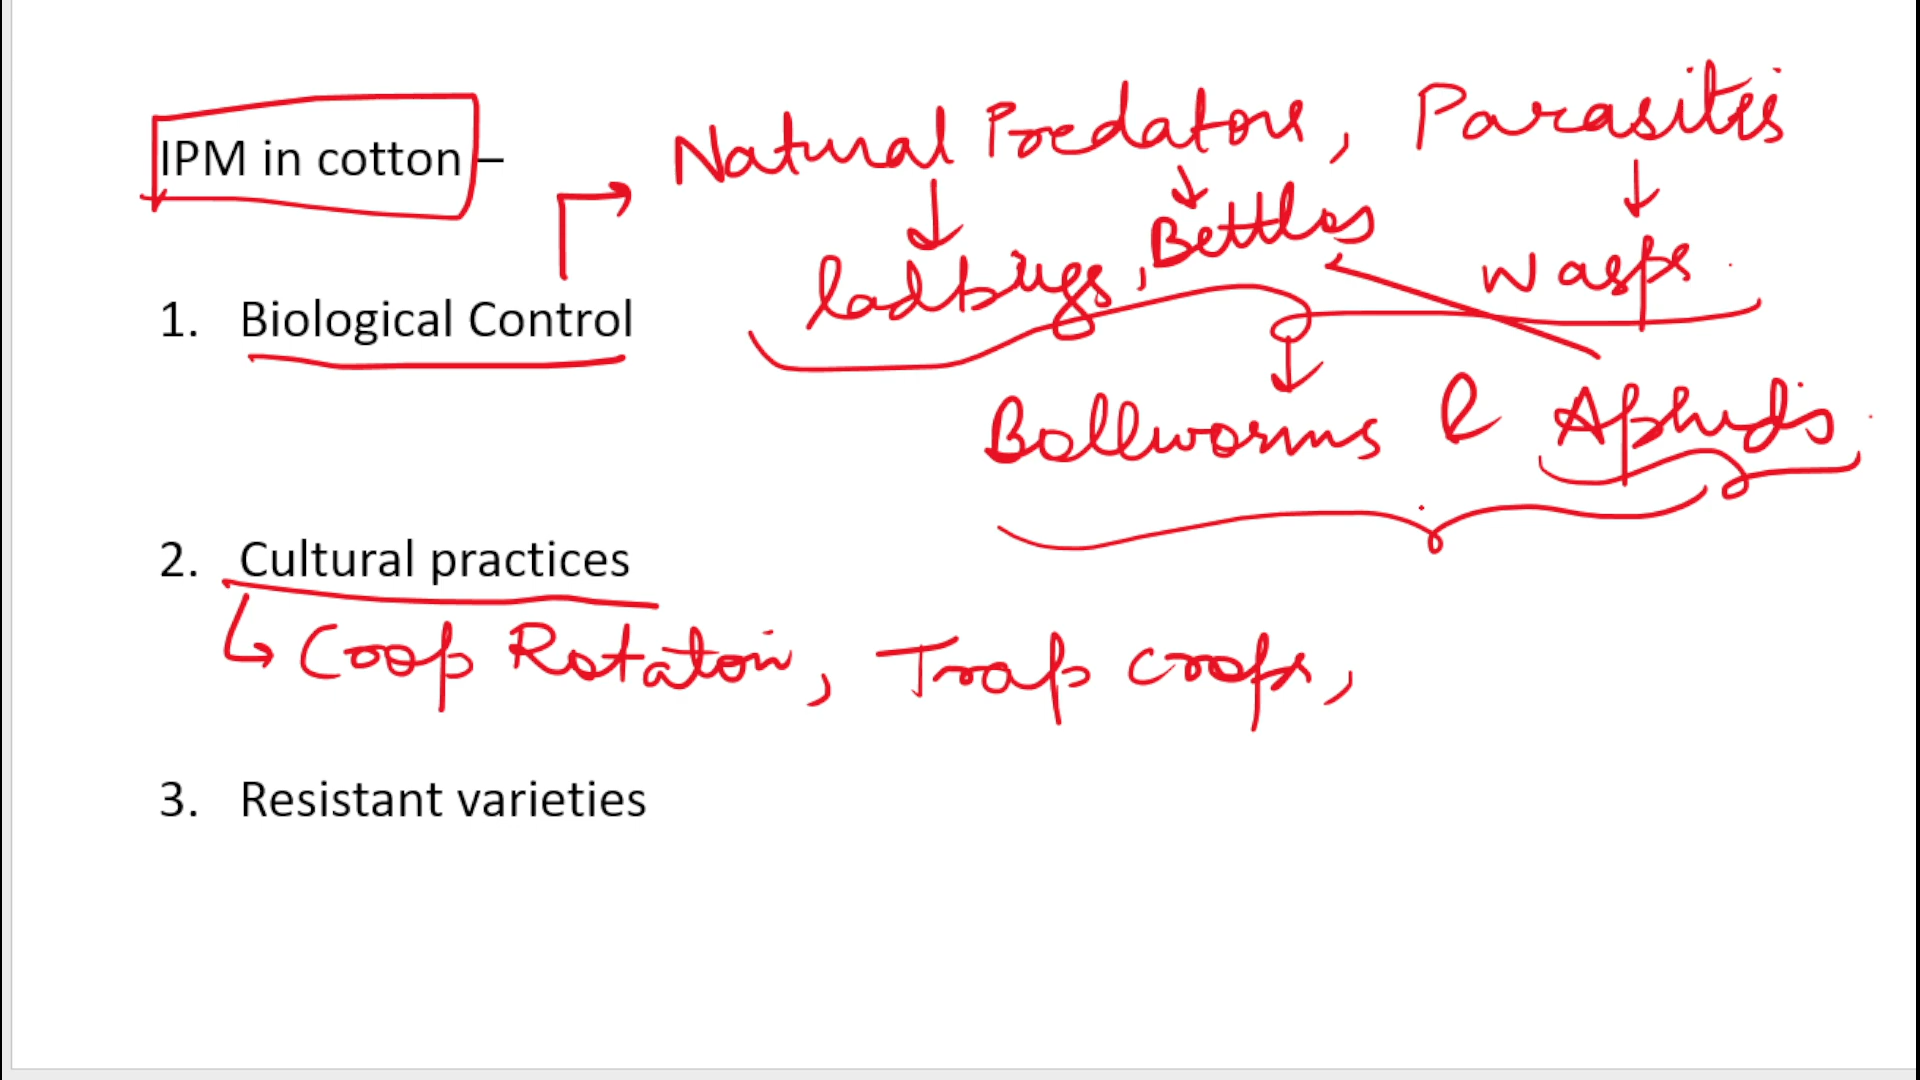 IPM in cotton –
Natural Predators, Parasites
ladbugs, Bettles
Wasps
1. Biological Control
Bollworms & Aphids
2. Cultural practices
Crop Rotation, Trap crops,
3. Resistant varieties